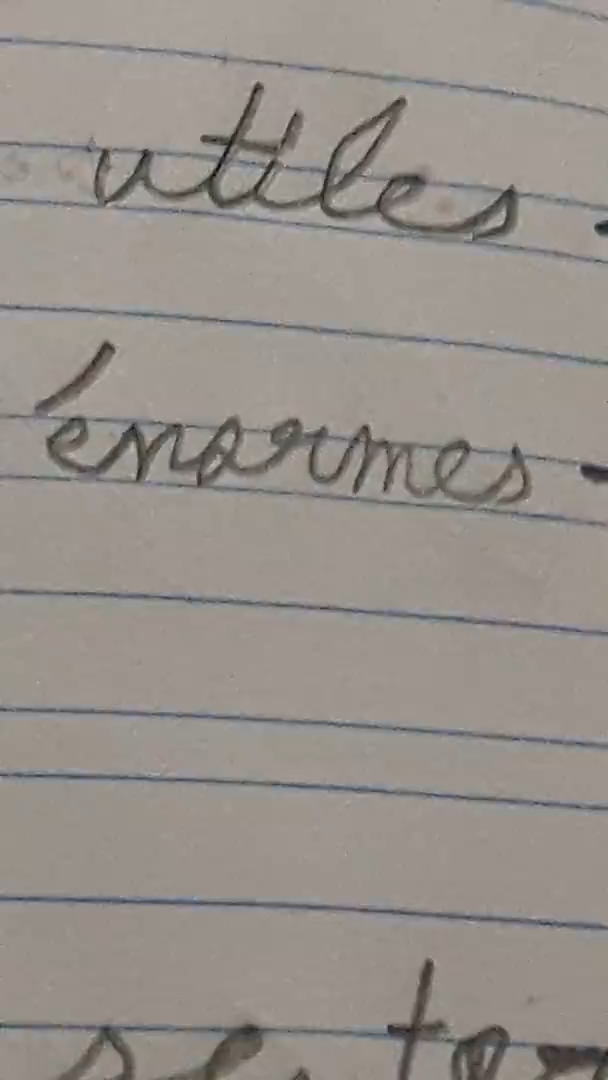 utiles -
énormes -